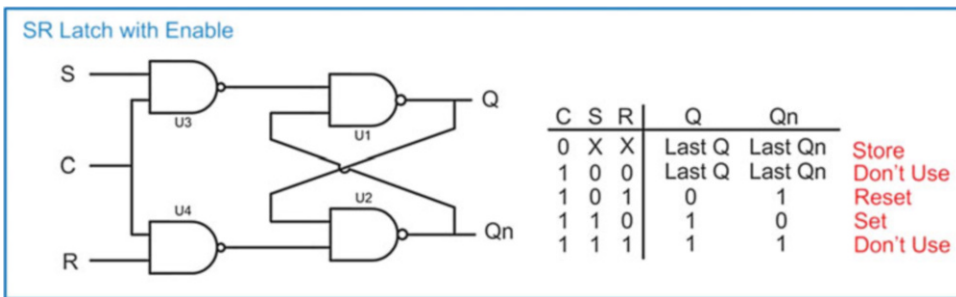 SR Latch with Enable
S
U3
C
U4
R
U1
Q
U2
Qn
C S R Q Qn
0 X X Last Q Last Qn Store
1 0 0 Last Q Last Qn Don't Use
1 0 1 0 1 Reset
1 1 0 1 0 Set
1 1 1 1 1 Don't Use